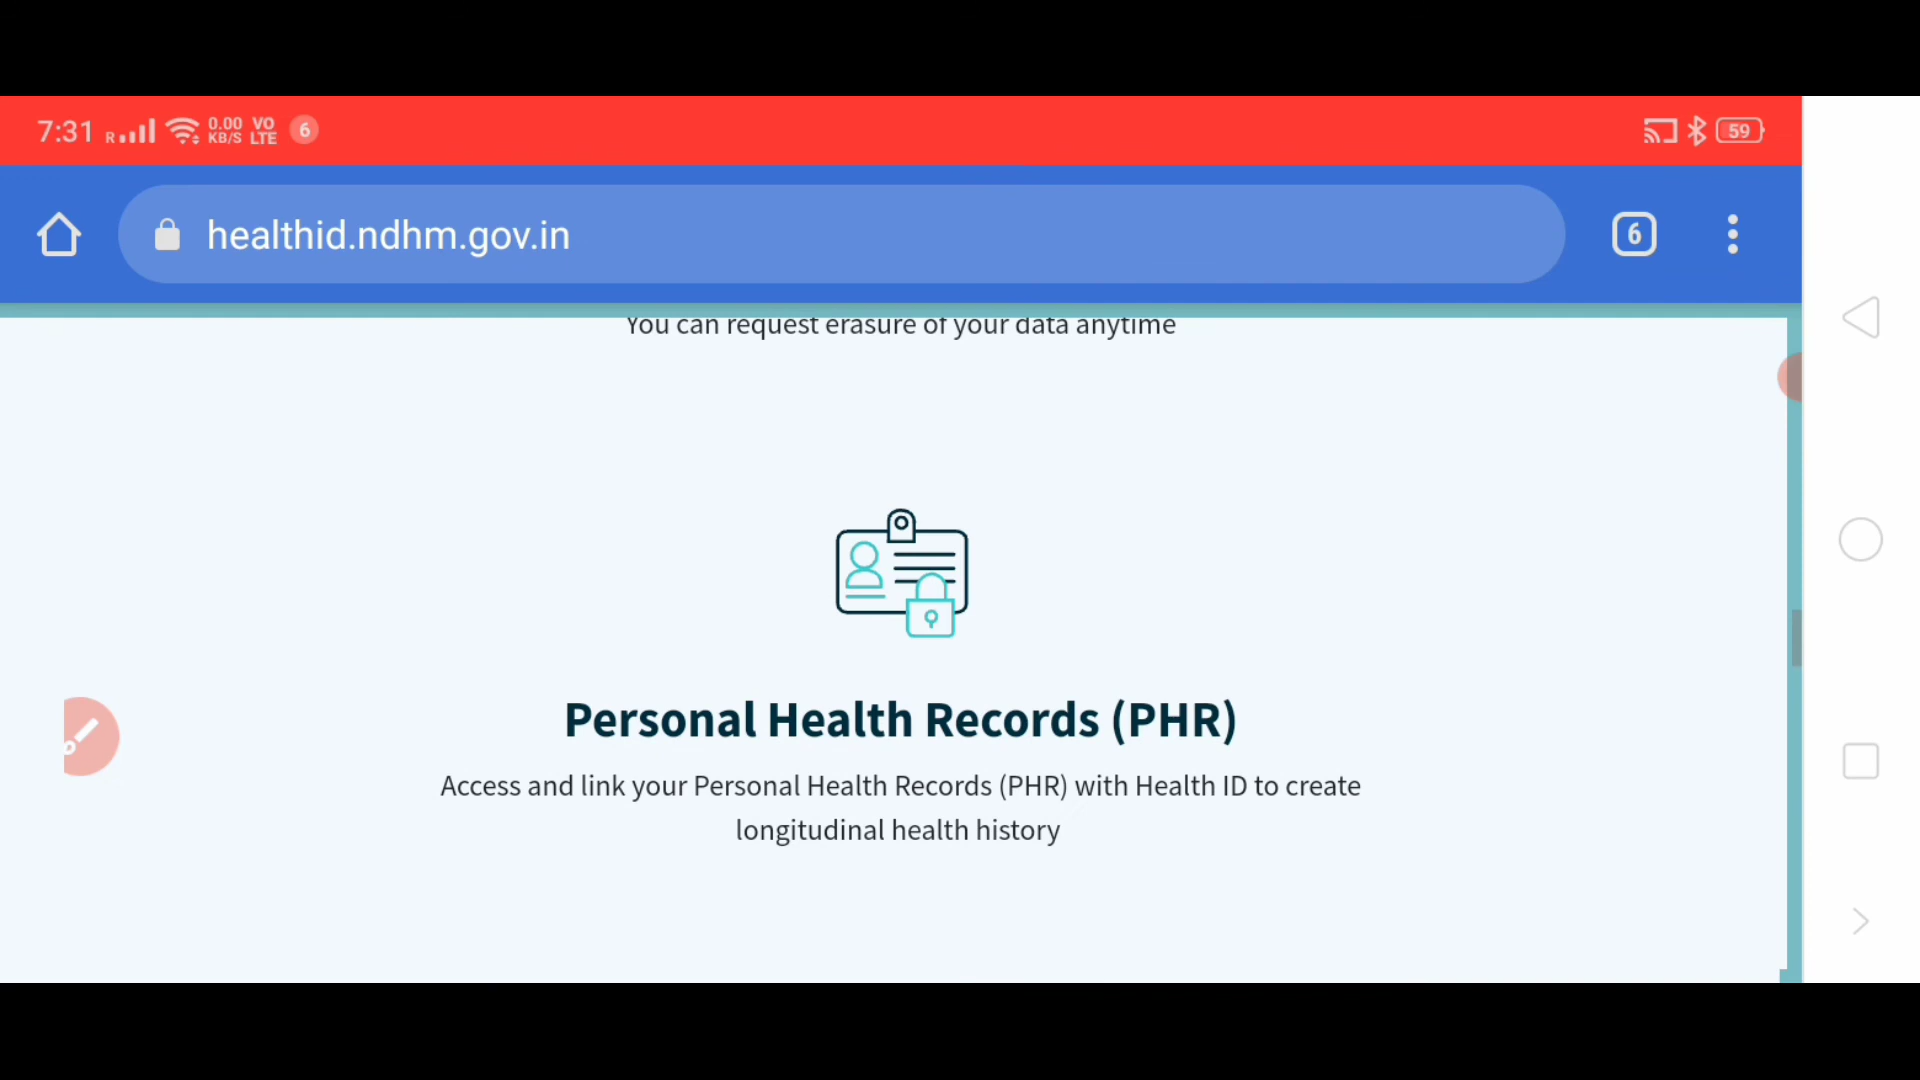 7:31 R 0.00 KB/S VO LTE 6 59
healthid.ndhm.gov.in 6
You can request erasure of your data anytime
Personal Health Records (PHR)
Access and link your Personal Health Records (PHR) with Health ID to create
longitudinal health history